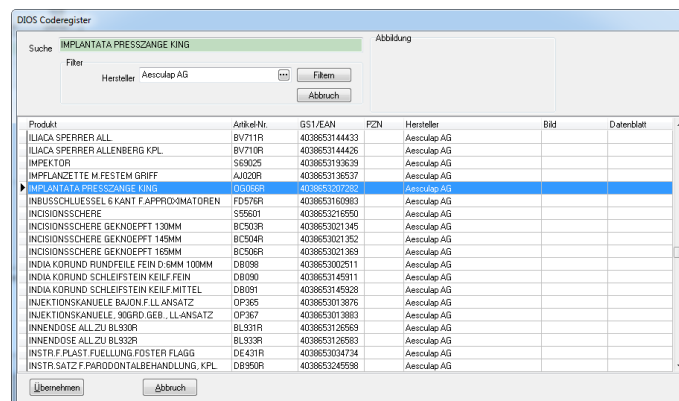 DIOS Coderegister
Suche IMPLANTATA PRESSZANGE KING Abbildung
Filter
Hersteller Aesculap AG ... Filtern
Abbruch
Produkt Artikel-Nr. GS1/EAN PZN Hersteller Bild Datenblatt
ILIACA SPERRER ALL. BV711R 4038653144433 Aesculap AG
ILIACA SPERRER ALLENBERG KPL. BV710R 4038653144426 Aesculap AG
IMPEKTOR S69025 4038653193639 Aesculap AG
IMPFLANZETTE M.FESTEM GRIFF AJ020R 4038653136537 Aesculap AG
IMPLANTATA PRESSZANGE KING OG066R 4038653207282 Aesculap AG
INBUSSCHLUESSEL 6 KANT F.APPROXIMATOREN FD576R 4038653160983 Aesculap AG
INCISIONSSCHERE S55601 4038653216550 Aesculap AG
INCISIONSSCHERE GEKNOEPFT 130MM BC503R 4038653021345 Aesculap AG
INCISIONSSCHERE GEKNOEPFT 145MM BC504R 4038653021352 Aesculap AG
INCISIONSSCHERE GEKNOEPFT 165MM BC506R 4038653021369 Aesculap AG
INDIA KORUND RUNDFEILE FEIN D:6MM 100MM DB098 4038653002511 Aesculap AG
INDIA KORUND SCHLEIFSTEIN KEILF.FEIN DB090 4038653145911 Aesculap AG
INDIA KORUND SCHLEIFSTEIN KEILF.MITTEL DB091 4038653145928 Aesculap AG
INJEKTIONSKANUELE BAJON.F.LL ANSATZ OP365 4038653013876 Aesculap AG
INJEKTIONSKANUELE, 90GRD.GEB., LL-ANSATZ OP367 4038653013883 Aesculap AG
INNENDOSE ALL.ZU BL930R BL931R 4038653126569 Aesculap AG
INNENDOSE ALL.ZU BL932R BL933R 4038653126583 Aesculap AG
INSTR.F.PLAST.FUELLUNG.FOSTER FLAGG DE431R 4038653034734 Aesculap AG
INSTR.SATZ F.PARODONTALBEHANDLUNG, KPL. DB950R 4038653245598 Aesculap AG
Übernehmen Abbruch